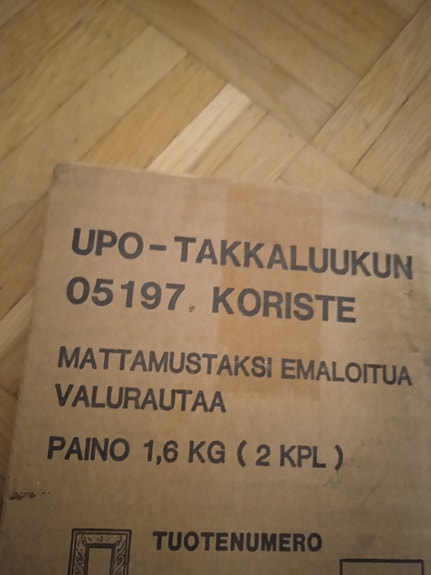 UPO-TAKKALUUKUN
05197. KORISTE
MATTAMUSTAKSI EMALOITUA
VALURAUTAA
PAINO 1,6 KG ( 2 KPL )
TUOTENUMERO